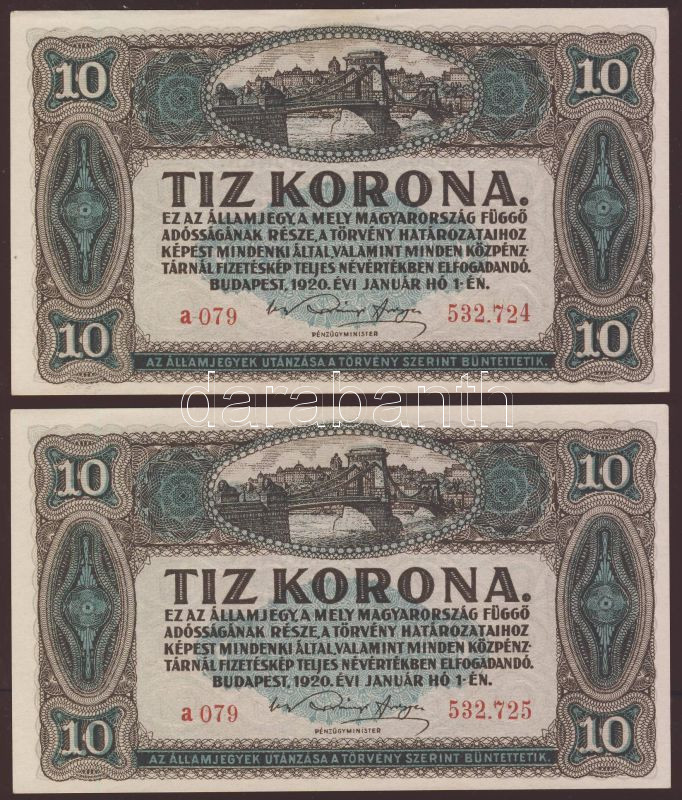 10 10
TIZ KORONA.
EZ AZ ÁLLAMJEGY, A MELY MAGYARORSZÁG FÜGGŐ
ADÓSSÁGÁNAK RÉSZE, A TÖRVÉNY HATÁROZATAIHOZ
KÉPEST MINDENKI ÁLTAL, VALAMINT MINDEN KÖZPÉNZ-
TÁRNÁL FIZETÉSKÉP TELJES NÉVÉRTÉKBEN ELFOGADANDÓ.
BUDAPEST, 1920. ÉVI JANUÁR HÓ 1-ÉN.
a 079 532.724
PÉNZÜGYMINISTER
10 10
AZ ÁLLAMJEGYEK UTÁNZÁSA A TÖRVÉNY SZERINT BÜNTETTETIK.
darabanth
10 10
TIZ KORONA.
EZ AZ ÁLLAMJEGY, A MELY MAGYARORSZÁG FÜGGŐ
ADÓSSÁGÁNAK RÉSZE, A TÖRVÉNY HATÁROZATAIHOZ
KÉPEST MINDENKI ÁLTAL, VALAMINT MINDEN KÖZPÉNZ-
TÁRNÁL FIZETÉSKÉP TELJES NÉVÉRTÉKBEN ELFOGADANDÓ.
BUDAPEST, 1920. ÉVI JANUÁR HÓ 1-ÉN.
a 079 532.725
PÉNZÜGYMINISTER
10 10
AZ ÁLLAMJEGYEK UTÁNZÁSA A TÖRVÉNY SZERINT BÜNTETTETIK.